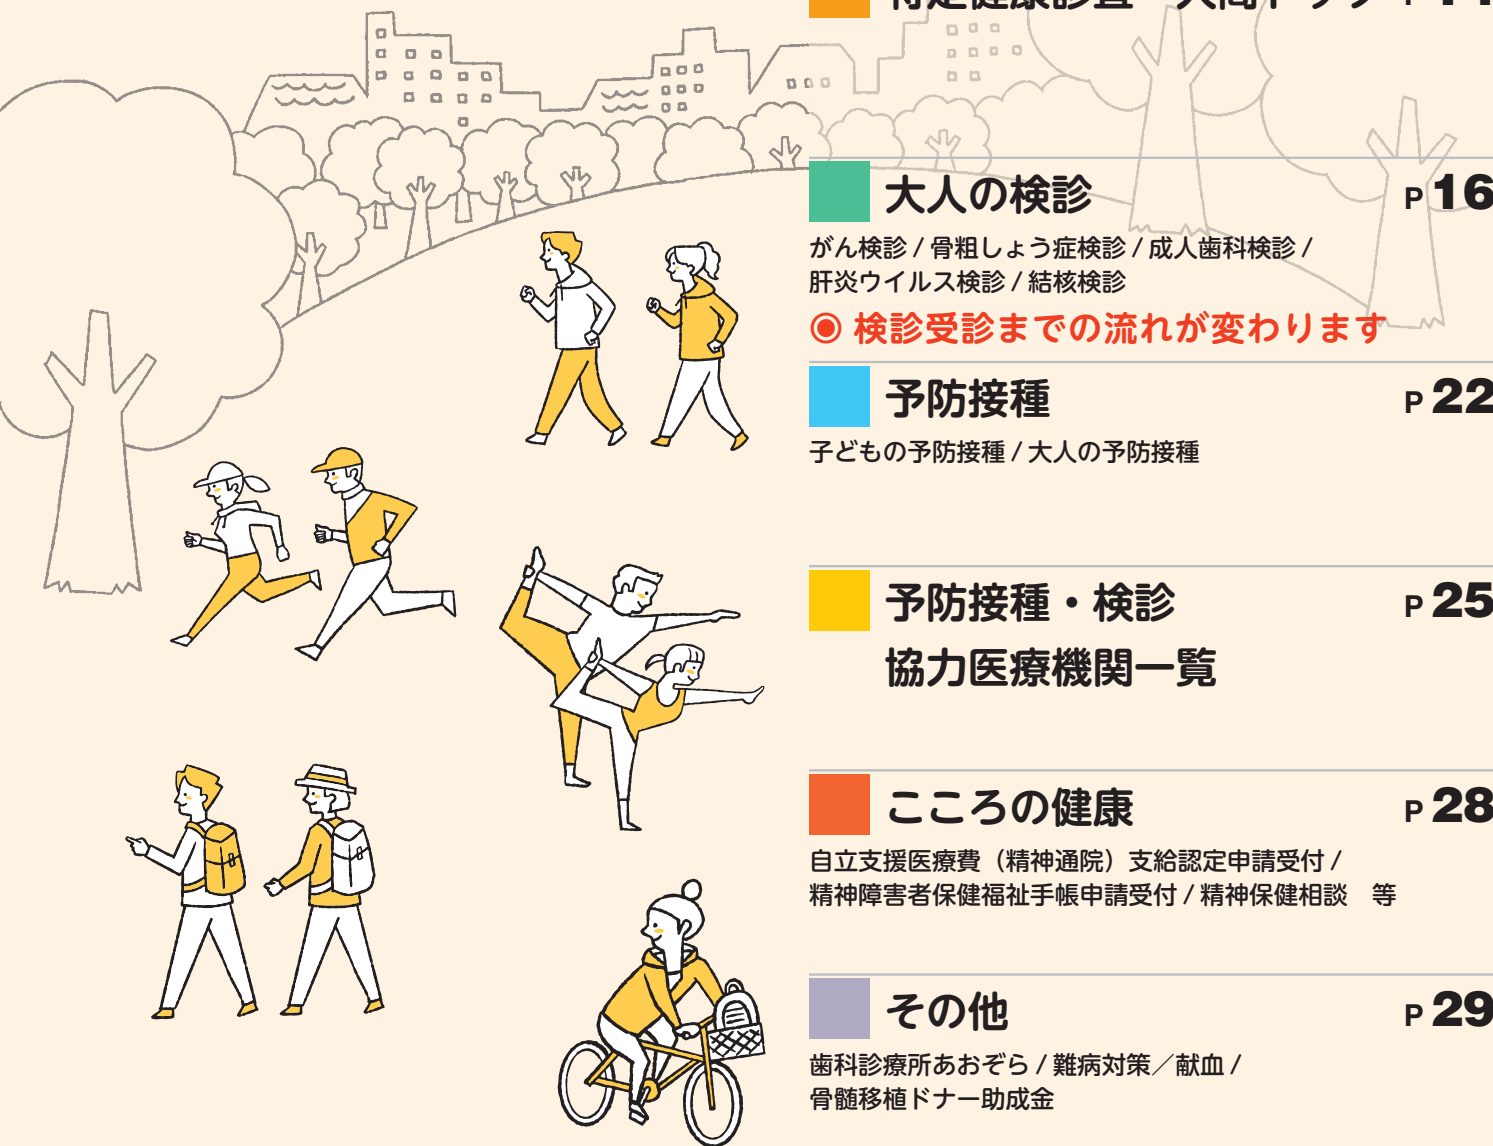 大人の検診 P16
がん検診 / 骨粗しょう症検診 / 成人歯科検診 /
肝炎ウイルス検診 / 結核検診
◉ 検診受診までの流れが変わります
予防接種 P22
子どもの予防接種 / 大人の予防接種
予防接種・検診 P25
協力医療機関一覧
こころの健康 P28
自立支援医療費（精神通院）支給認定申請受付 /
精神障害者保健福祉手帳申請受付 / 精神保健相談　等
その他 P29
歯科診療所あおぞら / 難病対策／献血 /
骨髄移植ドナー助成金